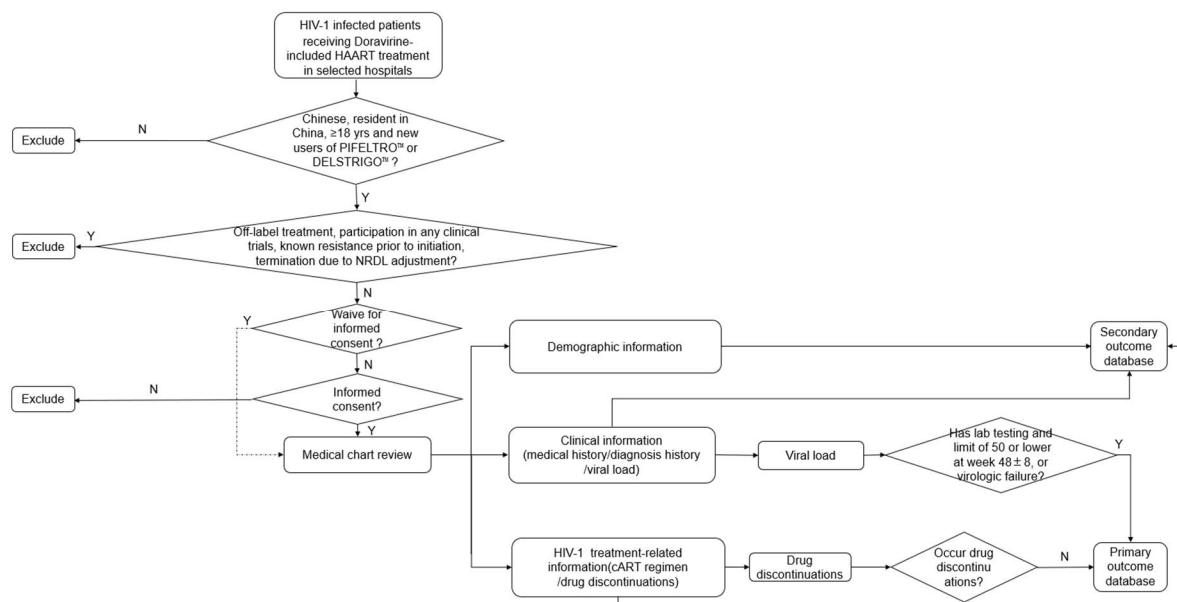 HIV-1 infected patients
receiving Doravirine-
included HAART treatment
in selected hospitals
Chinese, resident in
China, ≥18 yrs and new
users of PIFELTRO™ or
DELSTRIGO™ ?
N
Exclude
Y
Off-label treatment, participation in any clinical
trials, known resistance prior to initiation,
termination due to NRDL adjustment?
Y
Exclude
N
Waive for
informed
consent ?
Y
N
Informed
consent?
N
Exclude
Y
Medical chart review
Demographic information
Secondary
outcome
database
Clinical information
(medical history/diagnosis history
/viral load)
Viral load
Has lab testing and
limit of 50 or lower
at week 48±8, or
virologic failure?
Y
HIV-1 treatment-related
information(cART regimen
/drug discontinuations)
Drug
discontinuations
Occur drug
discontinu
ations?
N
Primary
outcome
database